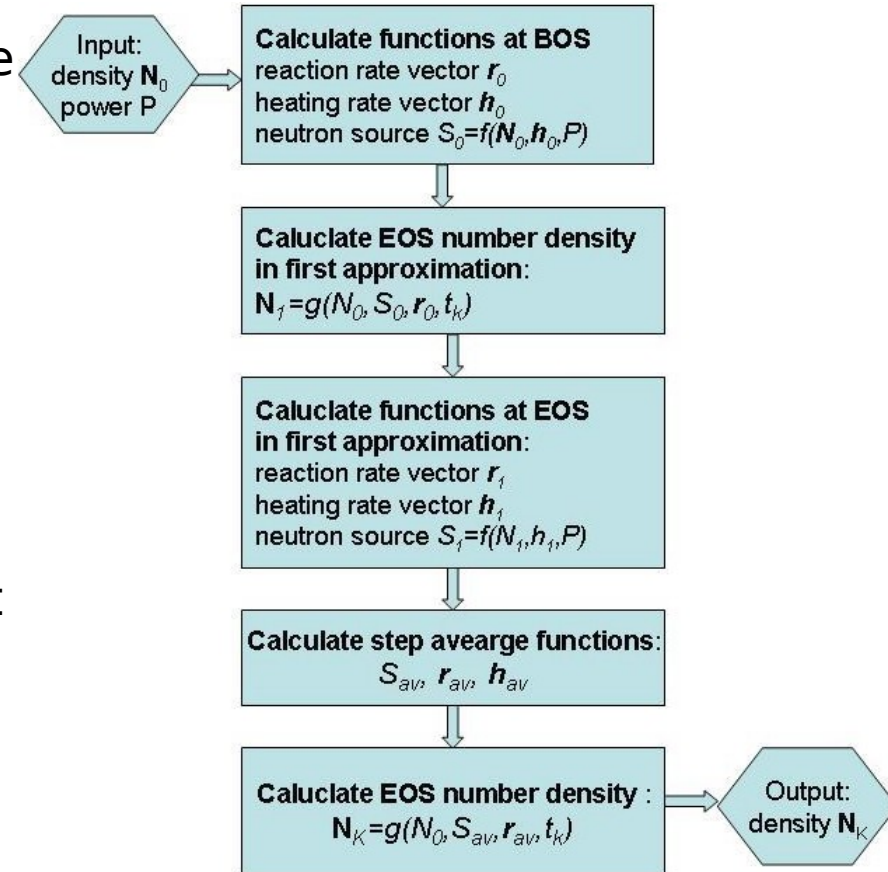 e
Input:
density N₀
power P
Calculate functions at BOS
reaction rate vector r₀
heating rate vector h₀
neutron source S₀=f(N₀,h₀,P)
Caluclate EOS number density
in first approximation:
N₁=g(N₀,S₀,r₀,tₖ)
Caluclate functions at EOS
in first approximation:
reaction rate vector r₁
heating rate vector h₁
neutron source S₁=f(N₁,h₁,P)
t
Calculate step avearge functions:
Sav, rav, hav
Caluclate EOS number density :
Nₖ=g(N₀,Sav,rav,tₖ)
Output:
density Nₖ